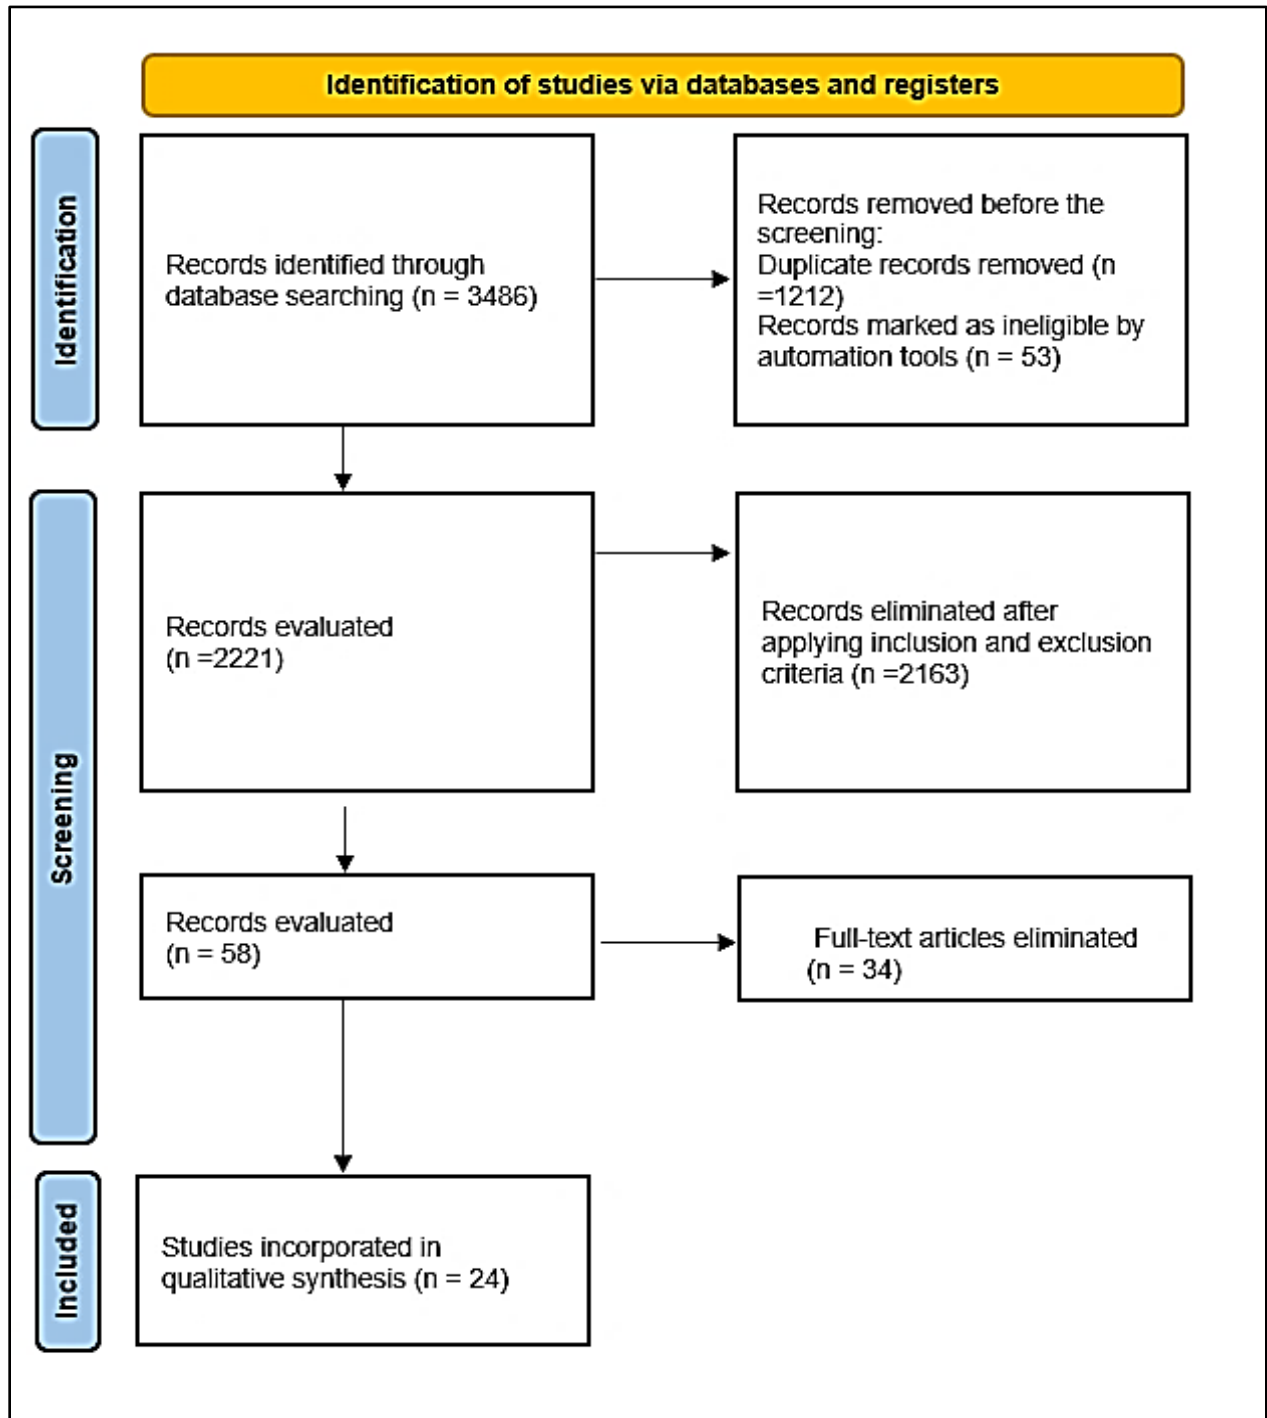 Identification of studies via databases and registers
Identification
Records identified through
database searching (n = 3486)
Records removed before the
screening:
Duplicate records removed (n
=1212)
Records marked as ineligible by
automation tools (n = 53)
Screening
Records evaluated
(n =2221)
Records eliminated after
applying inclusion and exclusion
criteria (n =2163)
Records evaluated
(n = 58)
Full-text articles eliminated
(n = 34)
Included
Studies incorporated in
qualitative synthesis (n = 24)